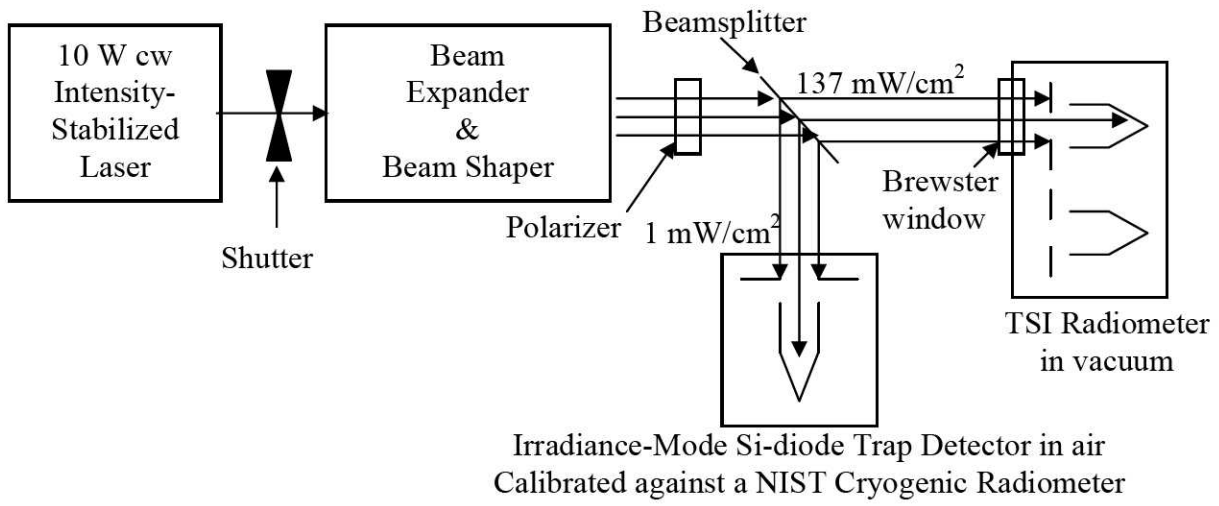 10 W cw
Intensity-
Stabilized
Laser
Shutter
Beam
Expander
&
Beam Shaper
Polarizer
Beamsplitter
137 mW/cm²
1 mW/cm²
Brewster
window
TSI Radiometer
in vacuum
Irradiance-Mode Si-diode Trap Detector in air
Calibrated against a NIST Cryogenic Radiometer